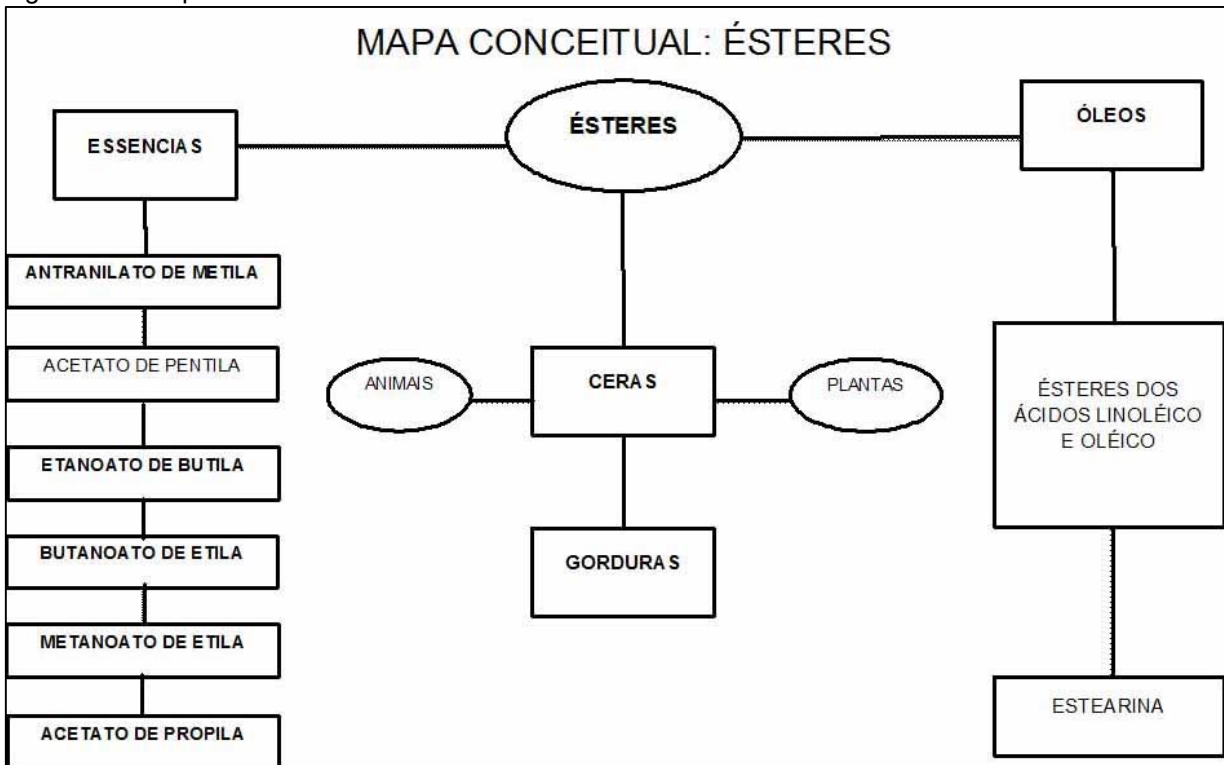 MAPA CONCEITUAL: ÉSTERES
ESSENCIAS
ÉSTERES
ÓLEOS
ANTRANILATO DE METILA
ACETATO DE PENTILA
ETANOATO DE BUTILA
BUTANOATO DE ETILA
METANOATO DE ETILA
ACETATO DE PROPILA
ANIMAIS
CERAS
PLANTAS
GORDURAS
ÉSTERES DOS
ÁCIDOS LINOLÉICO
E OLÉICO
ESTEARINA